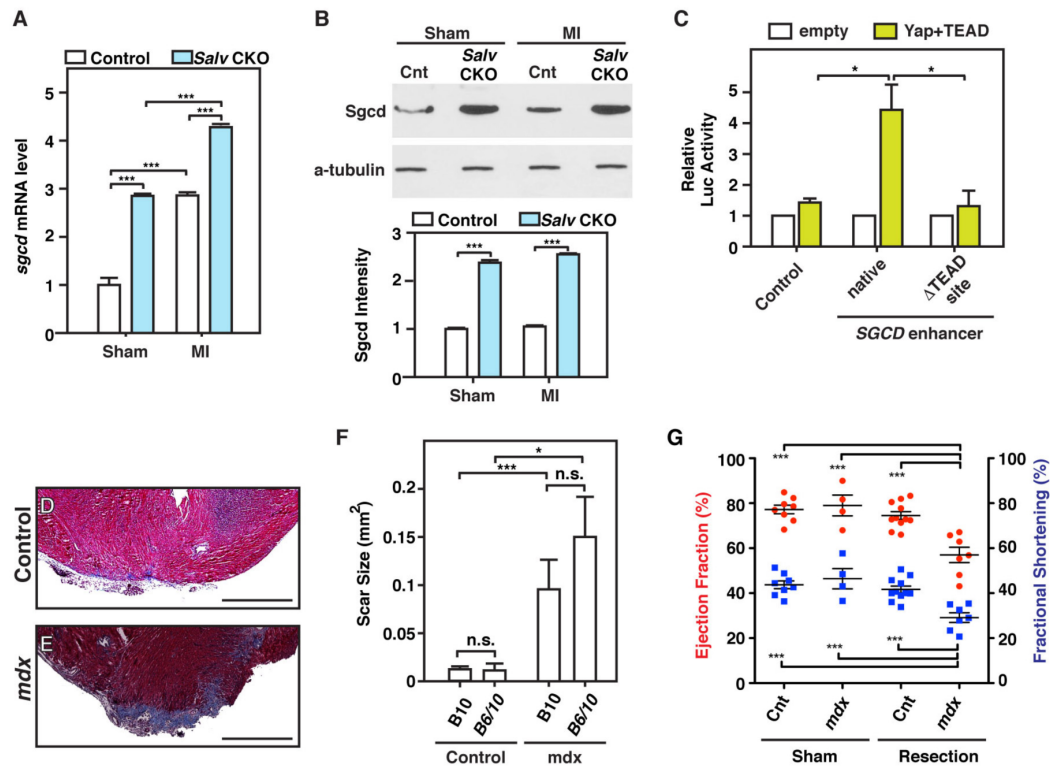 A
Control
Salv CKO
sgcd mRNA level
5
4
3
2
1
0
***
***
***
***
Sham
MI
B
Sham
MI
Cnt
Salv
CKO
Cnt
Salv
CKO
Sgcd
a-tubulin
Control
Salv CKO
Sgcd Intensity
3
2
1
0
***
***
Sham
MI
C
empty
Yap+TEAD
Relative
Luc Activity
5
4
3
2
1
0
*
*
Control
native
ΔTEAD
site
SGCD enhancer
Control
D
mdx
E
F
Scar Size (mm²)
0.2
0.15
0.1
0.05
0
*
***
n.s.
n.s.
B10
B6/10
B10
B6/10
Control
mdx
G
Ejection Fraction (%)
100
80
60
40
20
0
***
***
***
***
***
***
100
80
60
40
20
0
Fractional Shortening (%)
Cnt
mdx
Cnt
mdx
Sham
Resection